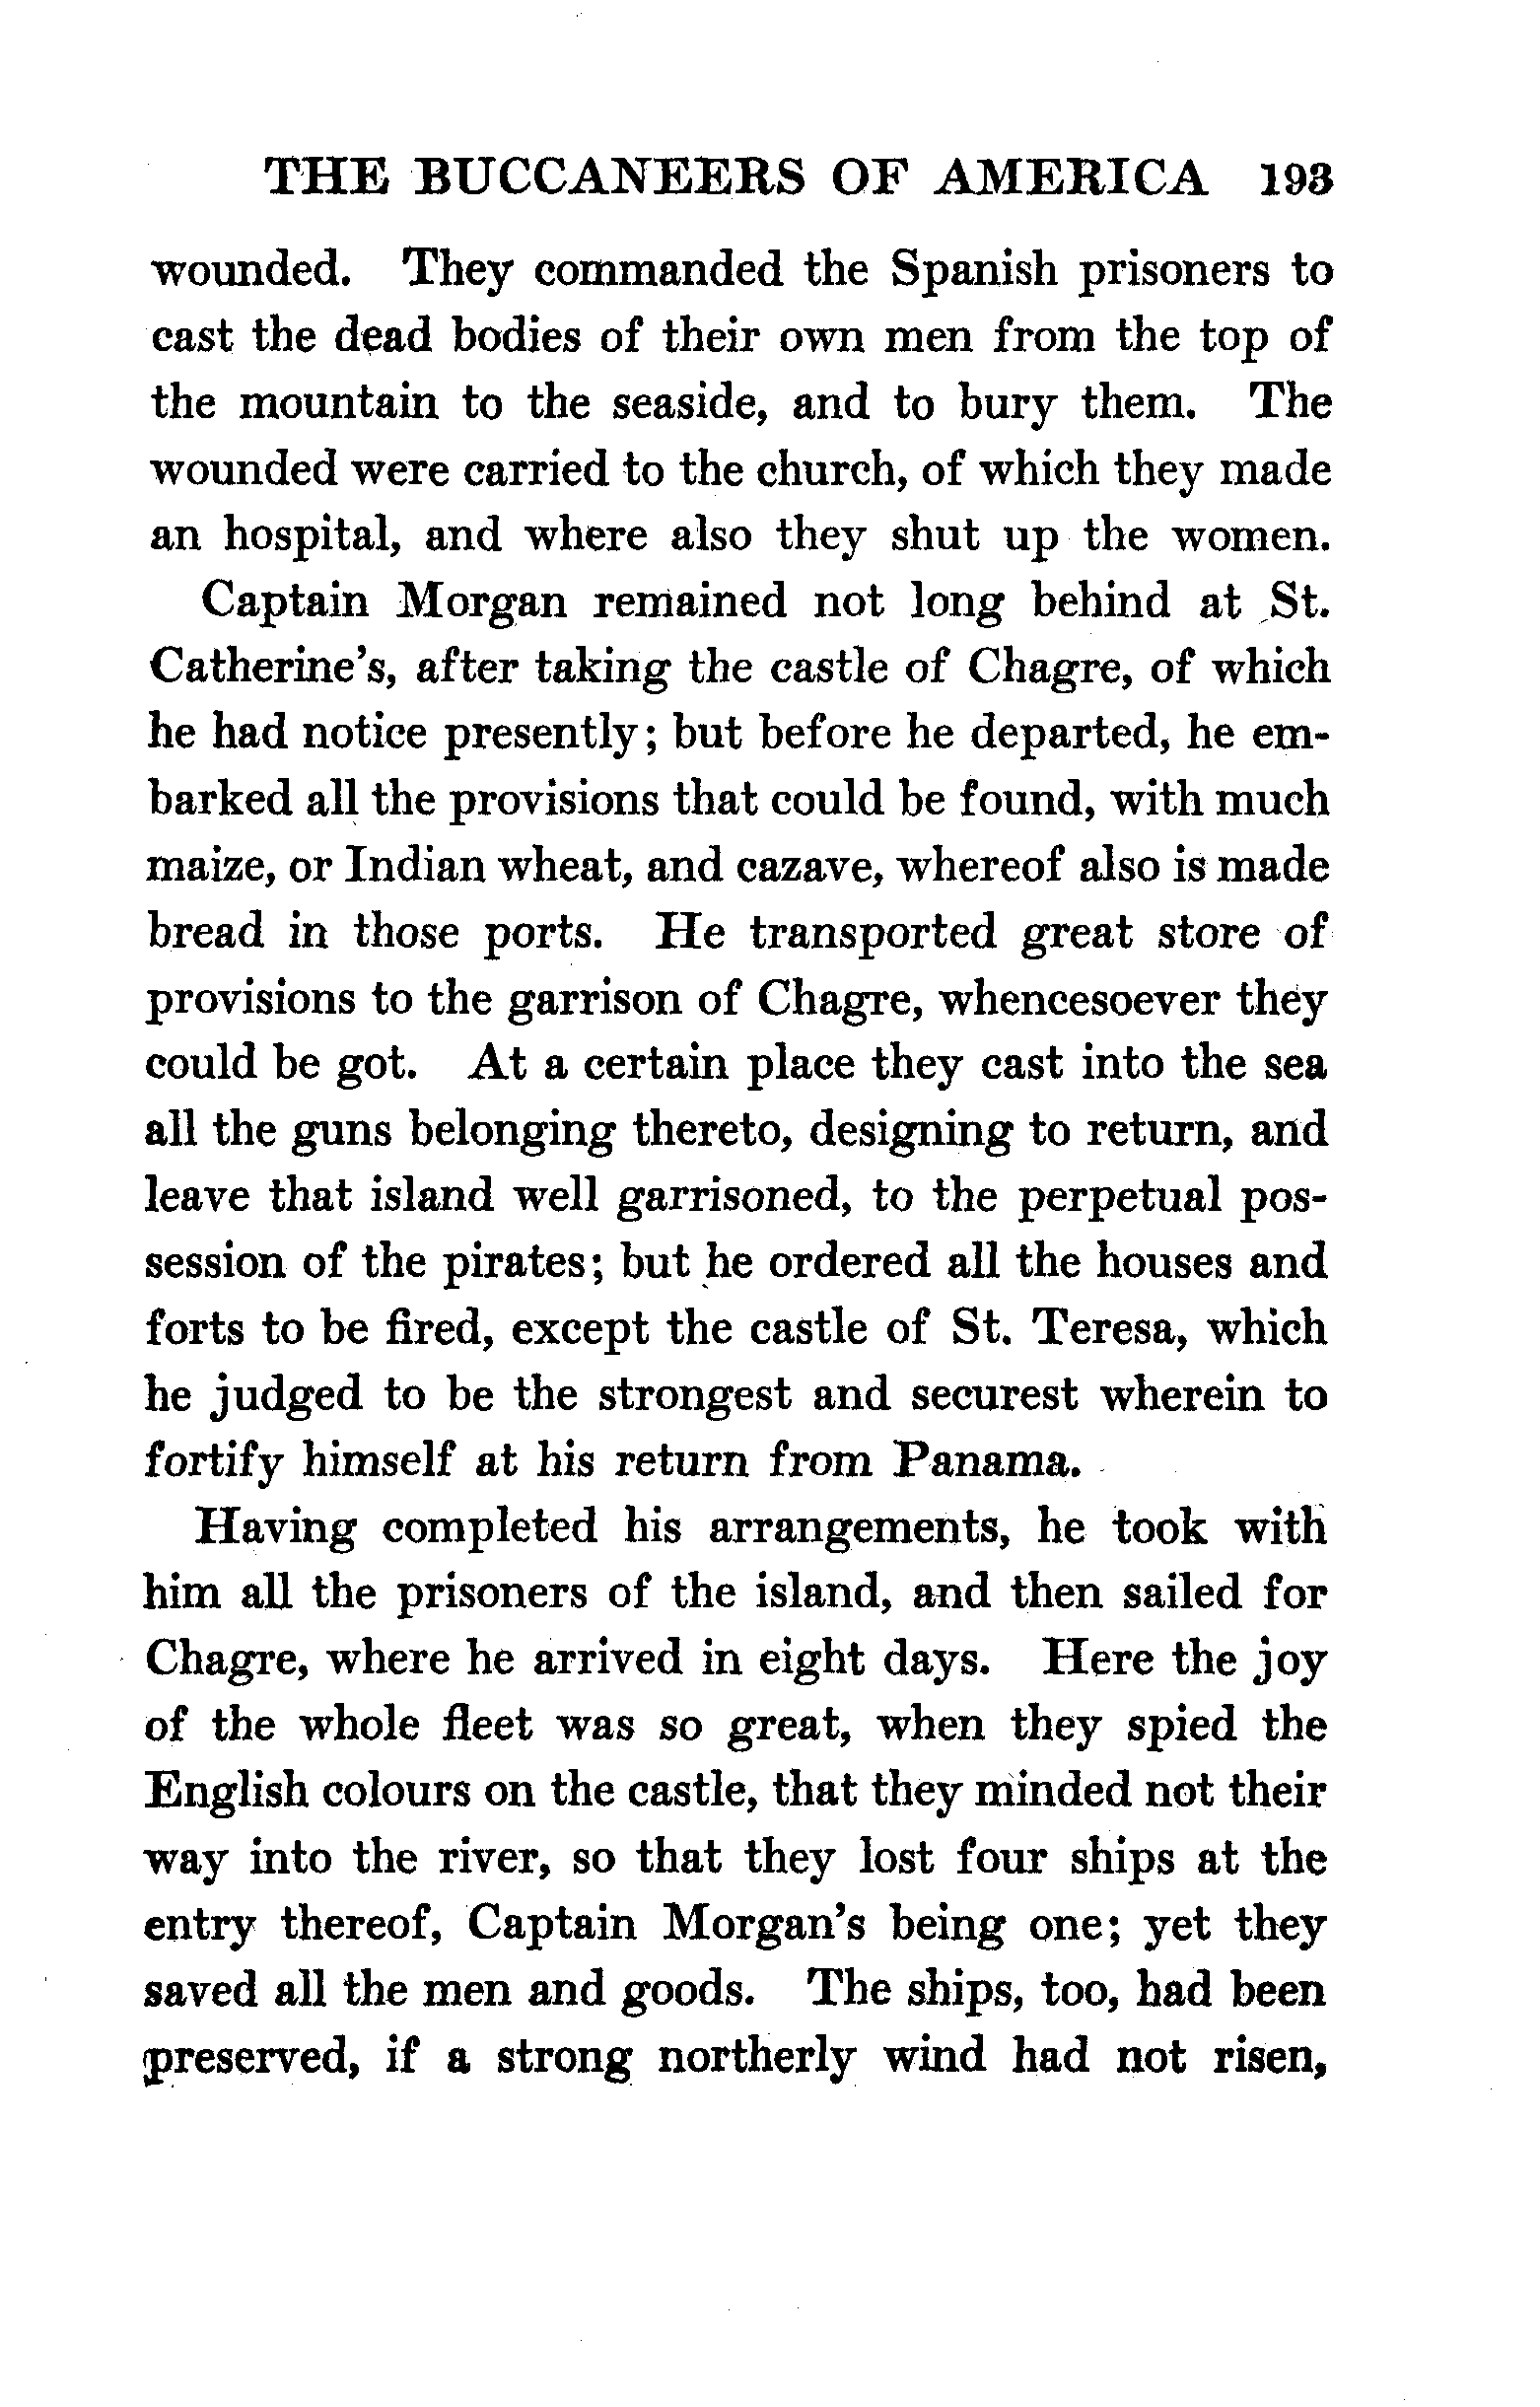 THE BUCCANEERS OF AMERICA 193
wounded. They commanded the Spanish prisoners to
cast the dead bodies of their own men from the top of
the mountain to the seaside, and to bury them. The
wounded were carried to the church, of which they made
an hospital, and where also they shut up the women.
Captain Morgan remained not long behind at St.
Catherine's, after taking the castle of Chagre, of which
he had notice presently; but before he departed, he em-
barked all the provisions that could be found, with much
maize, or Indian wheat, and cazave, whereof also is made
bread in those ports. He transported great store of
provisions to the garrison of Chagre, whencesoever they
could be got. At a certain place they cast into the sea
all the guns belonging thereto, designing to return, and
leave that island well garrisoned, to the perpetual pos-
session of the pirates; but he ordered all the houses and
forts to be fired, except the castle of St. Teresa, which
he judged to be the strongest and securest wherein to
fortify himself at his return from Panama.
Having completed his arrangements, he took with
him all the prisoners of the island, and then sailed for
Chagre, where he arrived in eight days. Here the joy
of the whole fleet was so great, when they spied the
English colours on the castle, that they minded not their
way into the river, so that they lost four ships at the
entry thereof, Captain Morgan's being one; yet they
saved all the men and goods. The ships, too, had been
preserved, if a strong northerly wind had not risen,